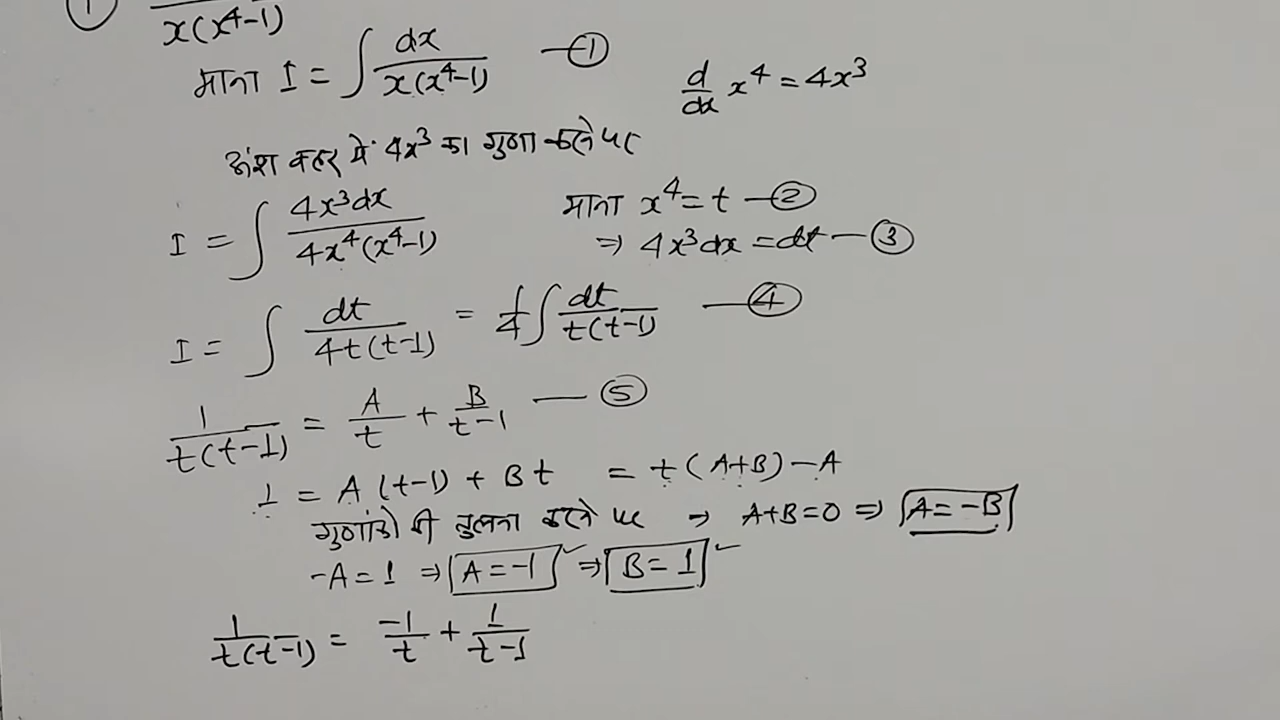 ① x(x⁴-1)
माना I = ∫ dx / x(x⁴-1) —①
d/dx x⁴ = 4x³
अंश व हर में 4x³ का गुणा करने पर
I = ∫ 4x³dx / 4x⁴(x⁴-1)
माना x⁴ = t —②
⇒ 4x³dx = dt —③
I = ∫ dt / 4t(t-1) = 1/4 ∫ dt / t(t-1) —④
1 / t(t-1) = A/t + B/t-1 —⑤
1 = A(t-1) + Bt = t(A+B) - A
गुणांको की तुलना करने पर → A+B=0 ⇒ A=-B
-A=1 ⇒ A=-1 ✓ ⇒ B=1 ✓
1 / t(t-1) = -1/t + 1/t-1